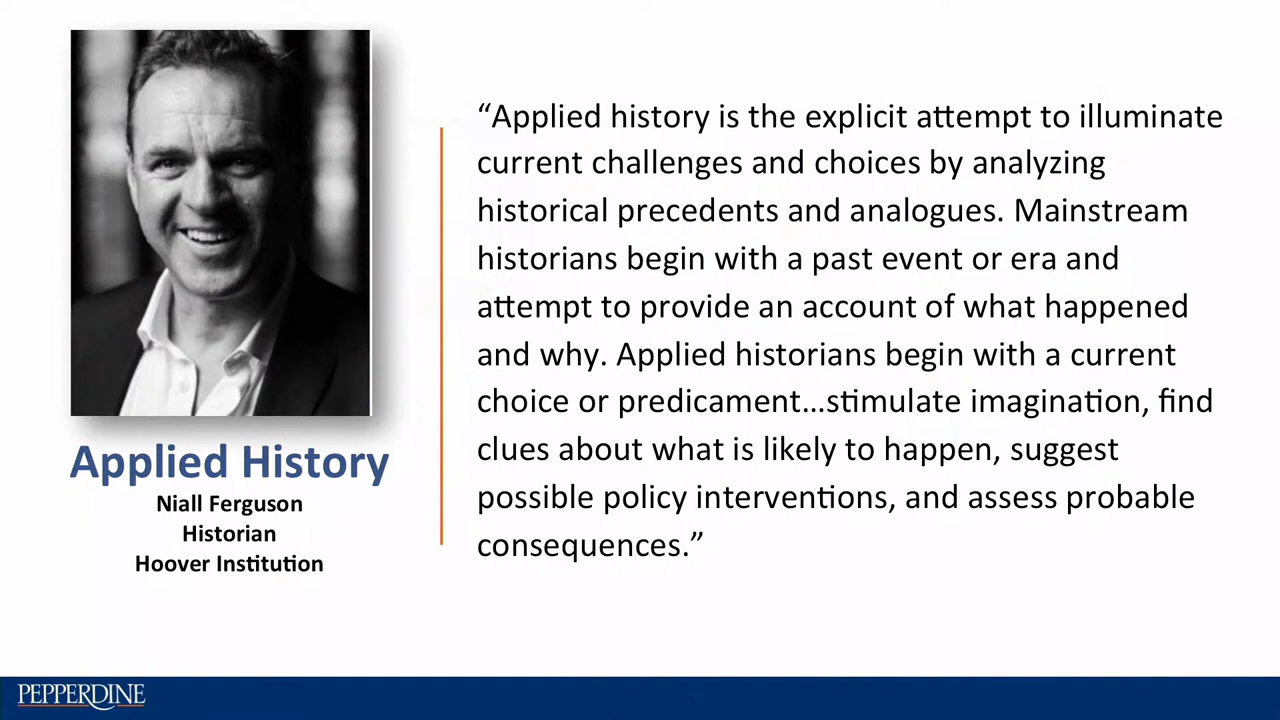 “Applied history is the explicit attempt to illuminate
current challenges and choices by analyzing
historical precedents and analogues. Mainstream
historians begin with a past event or era and
attempt to provide an account of what happened
and why. Applied historians begin with a current
choice or predicament…stimulate imagination, find
clues about what is likely to happen, suggest
possible policy interventions, and assess probable
consequences.”
Applied History
Niall Ferguson
Historian
Hoover Institution
PEPPERDINE